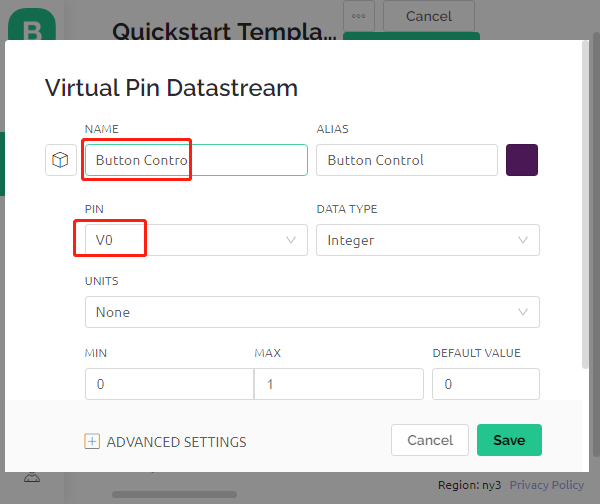 B
Quickstart Templa...
Cancel
Virtual Pin Datastream
NAME
ALIAS
Button Control
Button Control
PIN
DATA TYPE
V0
Integer
UNITS
None
MIN
MAX
DEFAULT VALUE
0
1
0
ADVANCED SETTINGS
Cancel
Save
Region: ny3
Privacy Policy